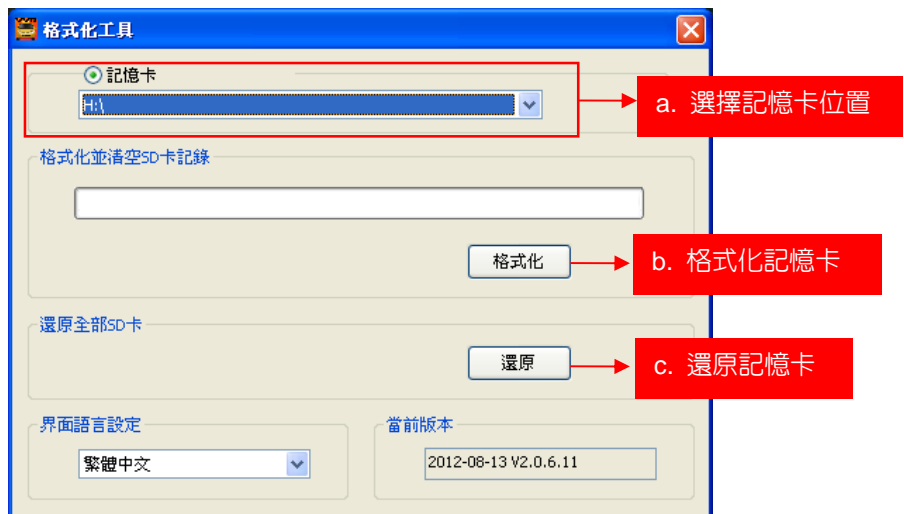 格式化工具
記憶卡
H:\
a. 選擇記憶卡位置
格式化並清空SD卡記錄
格式化
b. 格式化記憶卡
還原全部SD卡
還原
c. 還原記憶卡
界面語言設定
繁體中文
當前版本
2012-08-13 V2.0.6.11